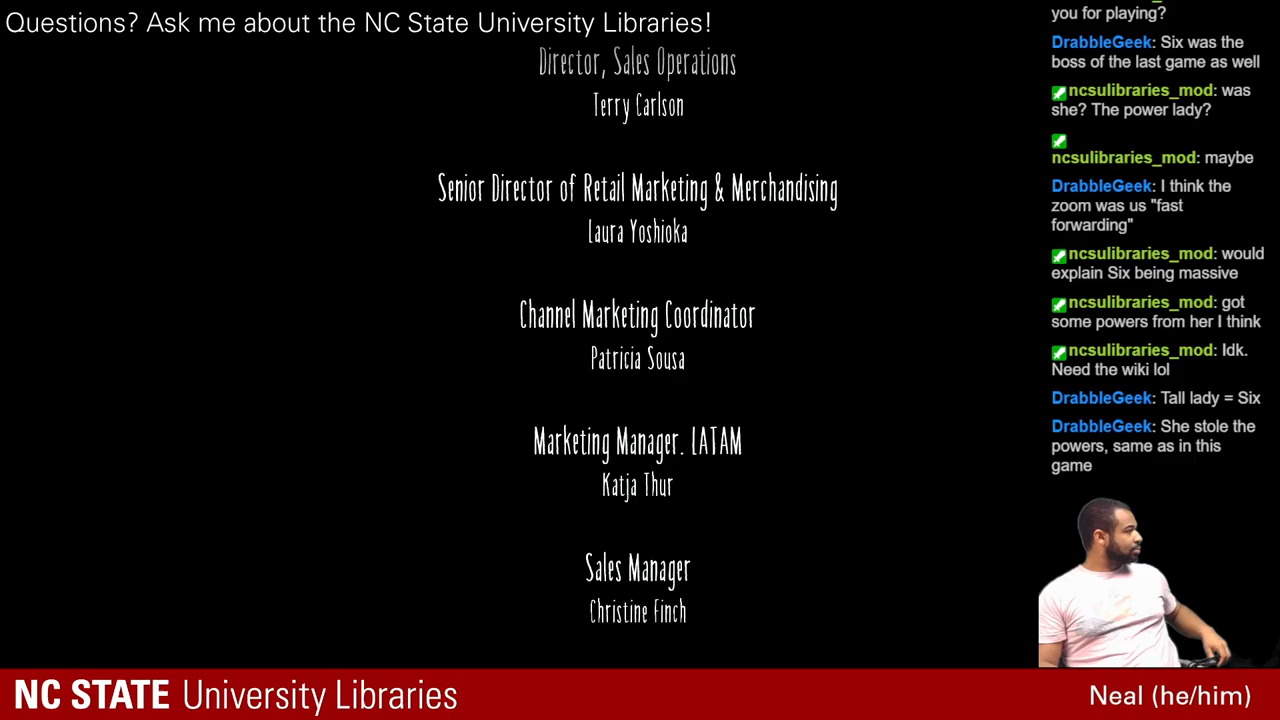 Questions? Ask me about the NC State University Libraries!
Director, Sales Operations
Terry Carlson
Senior Director of Retail Marketing & Merchandising
Laura Yoshioka
Channel Marketing Coordinator
Patricia Sousa
Marketing Manager. LATAM
Katja Thur
Sales Manager
Christine Finch
you for playing?
DrabbleGeek: Six was the
boss of the last game as well
ncsulibraries_mod: was
she? The power lady?
ncsulibraries_mod: maybe
DrabbleGeek: I think the
zoom was us "fast
forwarding"
ncsulibraries_mod: would
explain Six being massive
ncsulibraries_mod: got
some powers from her I think
ncsulibraries_mod: Idk.
Need the wiki lol
DrabbleGeek: Tall lady = Six
DrabbleGeek: She stole the
powers, same as in this
game
NC STATE University Libraries
Neal (he/him)